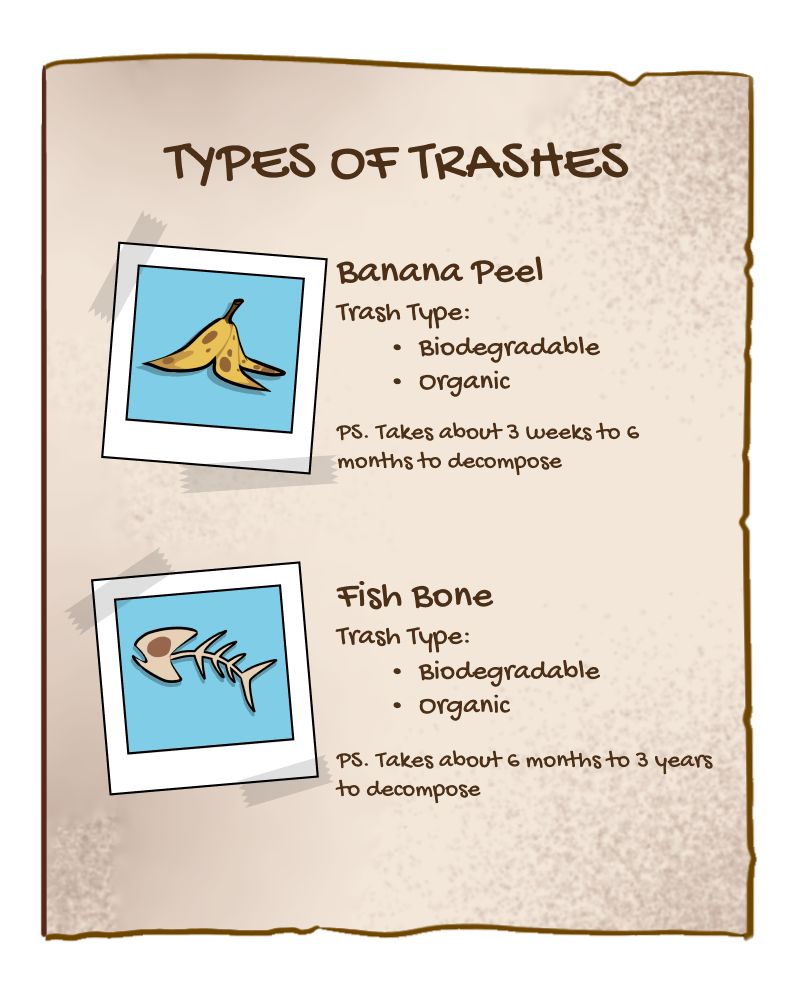 TYPES OF TRASHES
Banana Peel
Trash Type:
• Biodegradable
• Organic
PS. Takes about 3 weeks to 6
months to decompose
Fish Bone
Trash Type:
• Biodegradable
• Organic
PS. Takes about 6 months to 3 years
to decompose